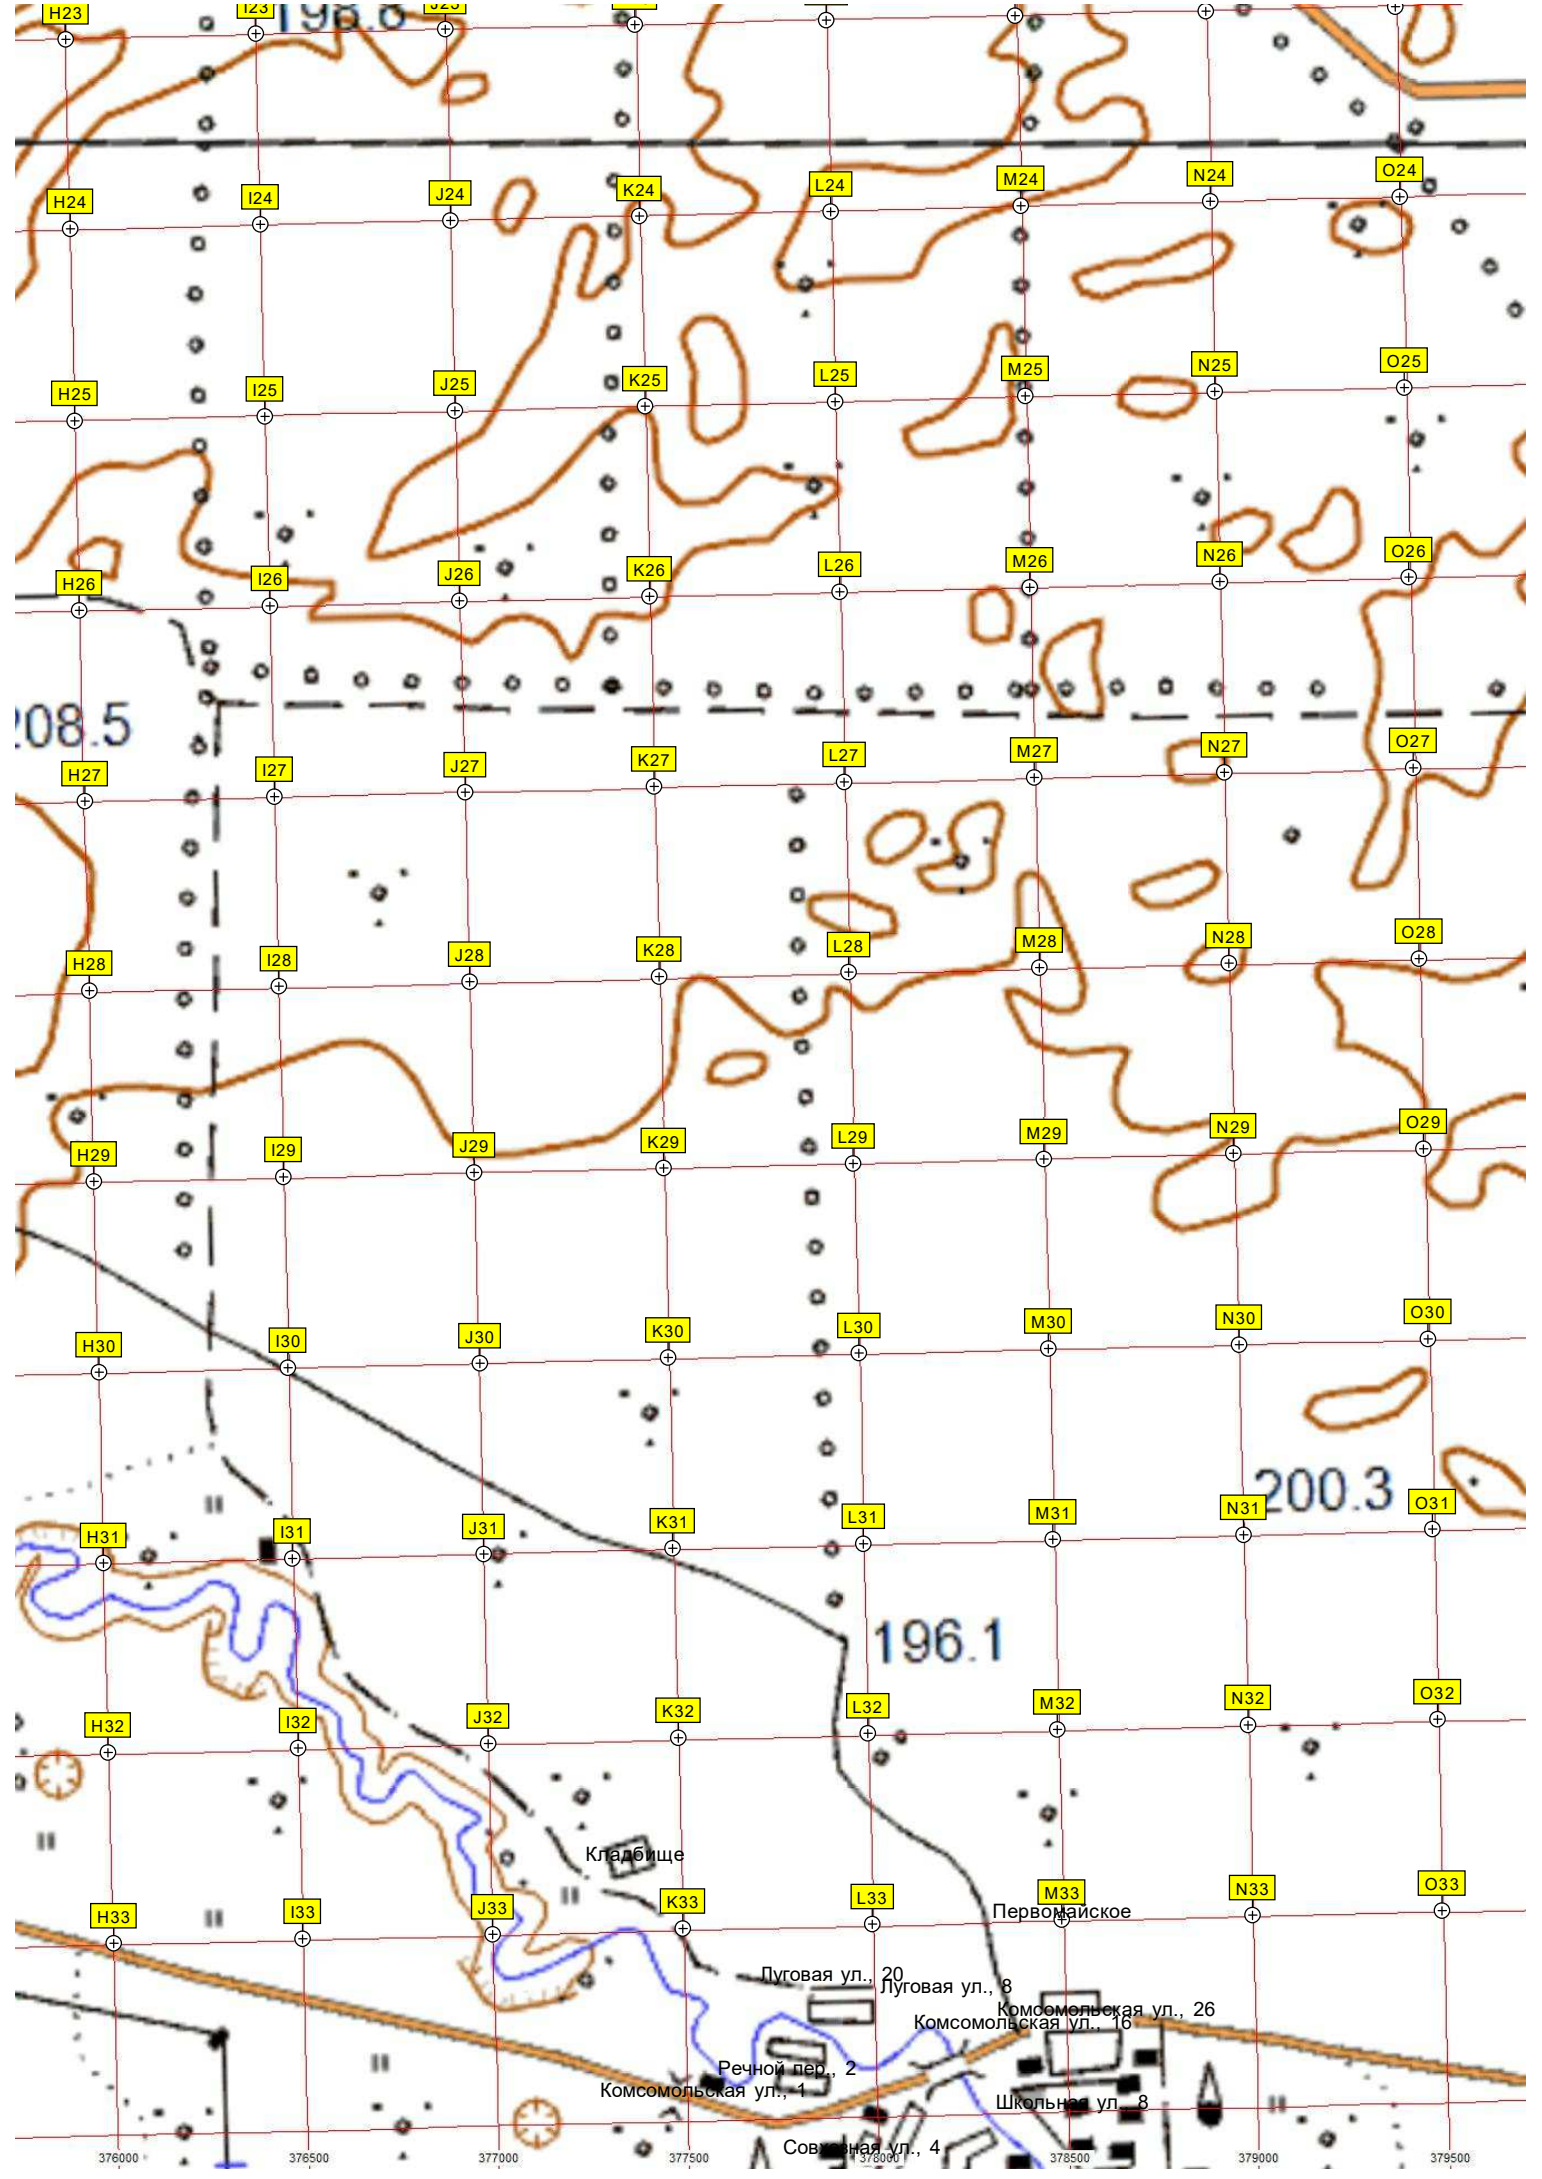 H23 I23 J23
198.8
H24 I24 J24 K24 L24 M24 N24 O24
H25 I25 J25 K25 L25 M25 N25 O25
H26 I26 J26 K26 L26 M26 N26 O26
208.5
H27 I27 J27 K27 L27 M27 N27 O27
H28 I28 J28 K28 L28 M28 N28 O28
H29 I29 J29 K29 L29 M29 N29 O29
H30 I30 J30 K30 L30 M30 N30 O30
200.3
H31 I31 J31 K31 L31 M31 N31 O31
196.1
H32 I32 J32 K32 L32 M32 N32 O32
Кладбище
H33 I33 J33 K33 L33 M33 N33 O33
Первомайское
Луговая ул., 20
Луговая ул., 8
Комсомольская ул., 26
Комсомольская ул., 16
Речной пер., 2
Комсомольская ул., 1
Школьная ул., 8
Совхозная ул., 4
376000 376500 377000 377500 378000 378500 379000 379500